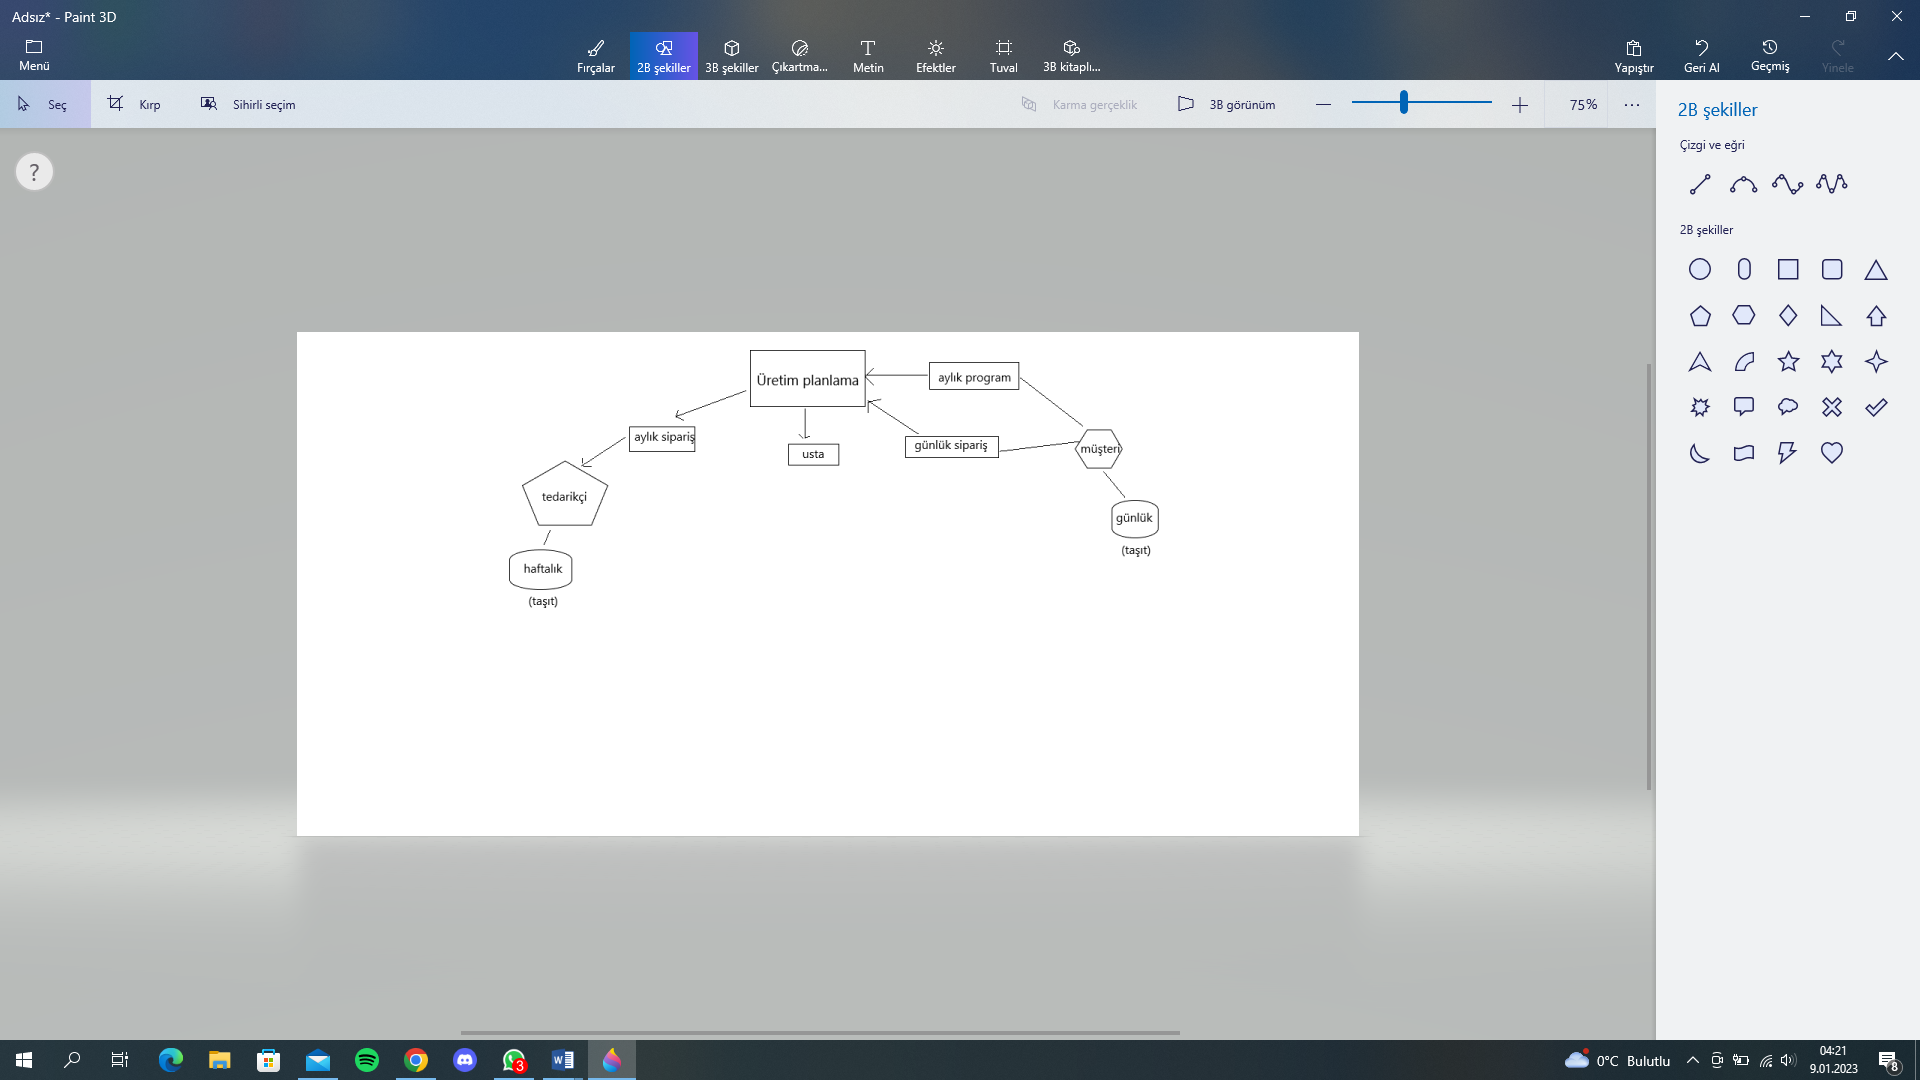 Adsız* - Paint 3D
Menü
Fırçalar
2B şekiller
3B şekiller
Çıkartma...
Metin
Efektler
Tuval
3B kitaplı...
Yapıştır
Geri Al
Geçmiş
Yinele
Seç
Kırp
Sihirli seçim
Karma gerçeklik
3B görünüm
75%
2B şekiller
Çizgi ve eğri
2B şekiller
?
Üretim planlama
aylık program
aylık sipariş
günlük sipariş
usta
müşteri
tedarikçi
günlük
(taşıt)
haftalık
(taşıt)
3
0°C Bulutlu
04:21
9.01.2023
8